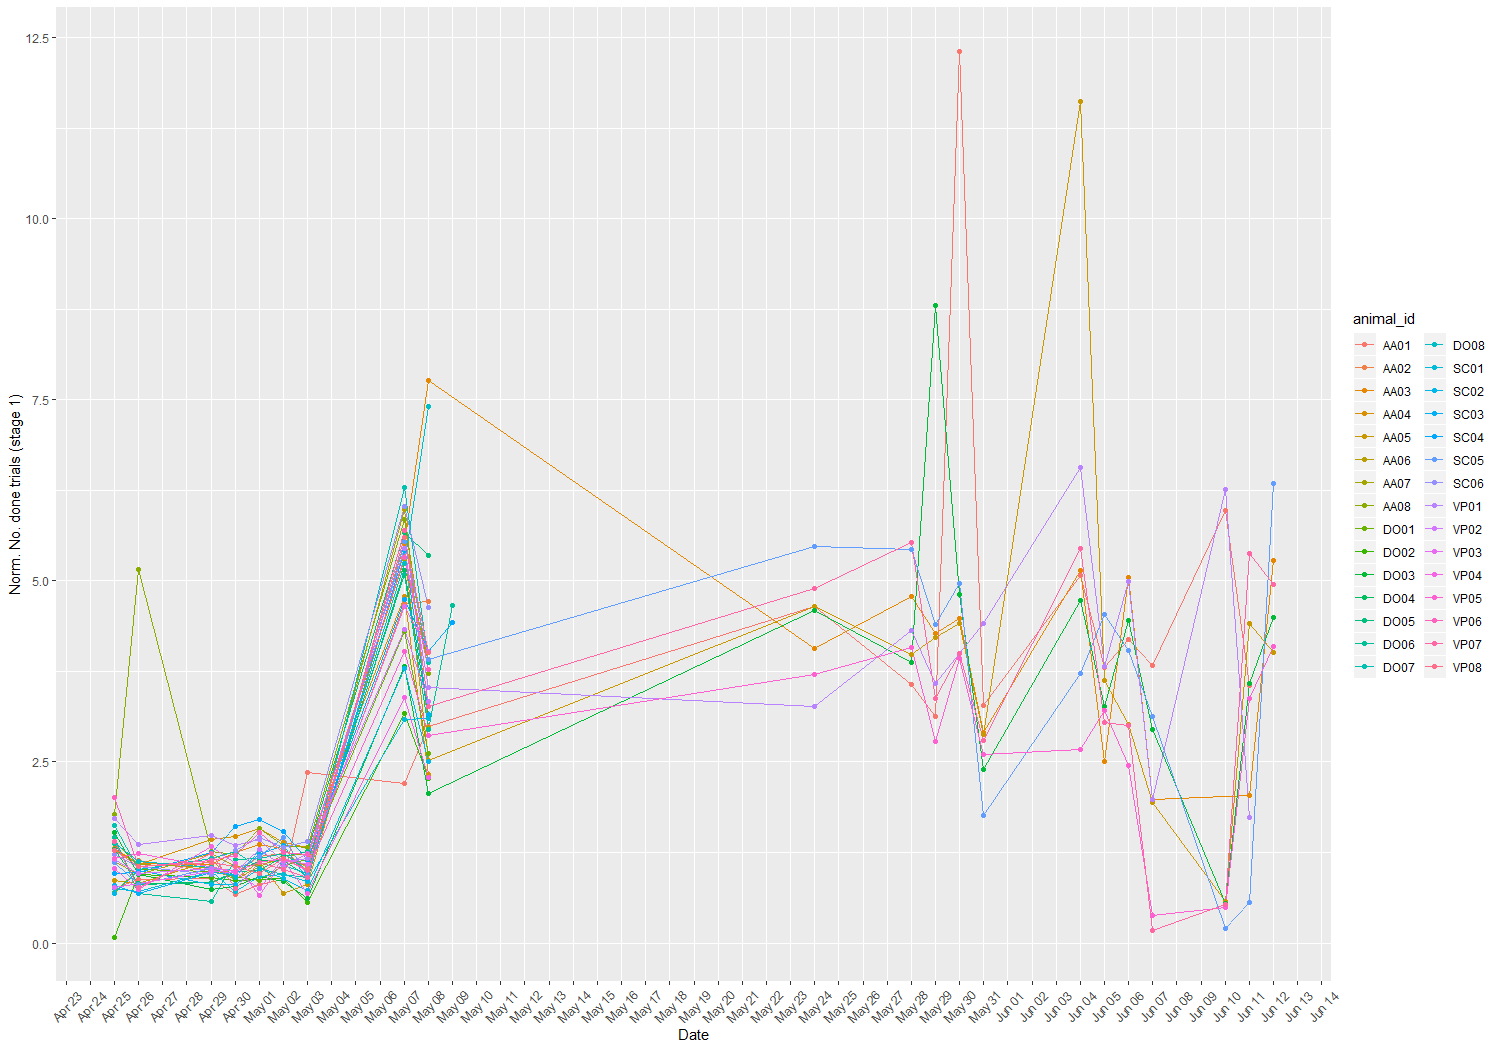 12.5
10.0
7.5
5.0
2.5
0.0
Norm. No. done trials (stage 1)
Apr 23 Apr 24 Apr 25 Apr 26 Apr 27 Apr 28 Apr 29 Apr 30 May 01 May 02 May 03 May 04 May 05 May 06 May 07 May 08 May 09 May 10 May 11 May 12 May 13 May 14 May 15 May 16 May 17 May 18 May 19 May 20 May 21 May 22 May 23 May 24 May 25 May 26 May 27 May 28 May 29 May 30 May 31 Jun 01 Jun 02 Jun 03 Jun 04 Jun 05 Jun 06 Jun 07 Jun 08 Jun 09 Jun 10 Jun 11 Jun 12 Jun 13 Jun 14
Date
animal_id
AA01 DO08
AA02 SC01
AA03 SC02
AA04 SC03
AA05 SC04
AA06 SC05
AA07 SC06
AA08 VP01
DO01 VP02
DO02 VP03
DO03 VP04
DO04 VP05
DO05 VP06
DO06 VP07
DO07 VP08